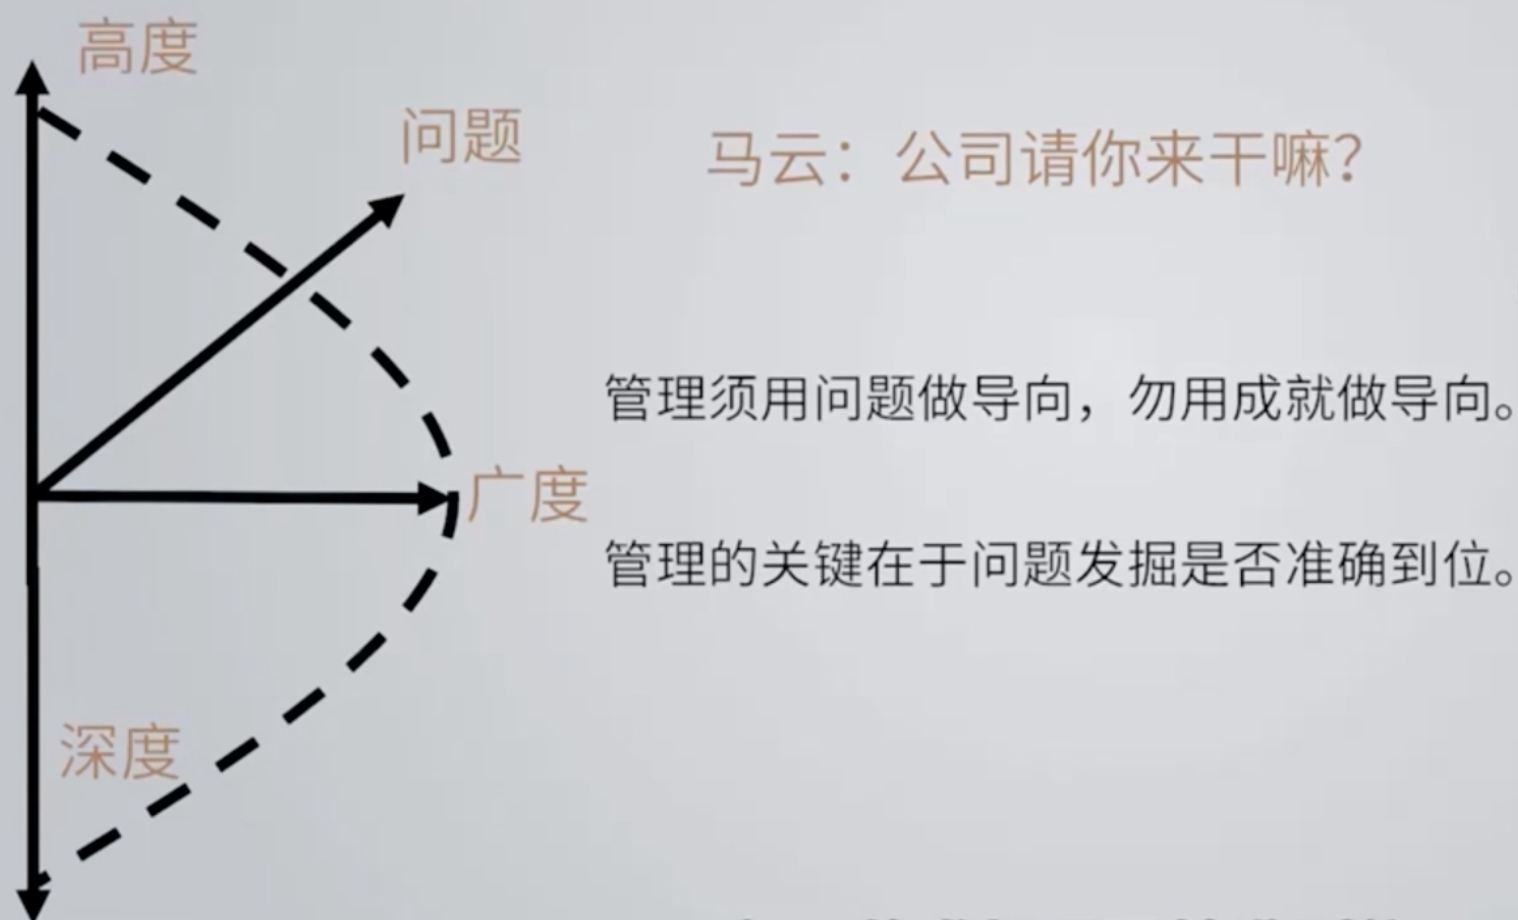 高度
问题
马云：公司请你来干嘛？
管理须用问题做导向，勿用成就做导向。
广度
管理的关键在于问题发掘是否准确到位。
深度